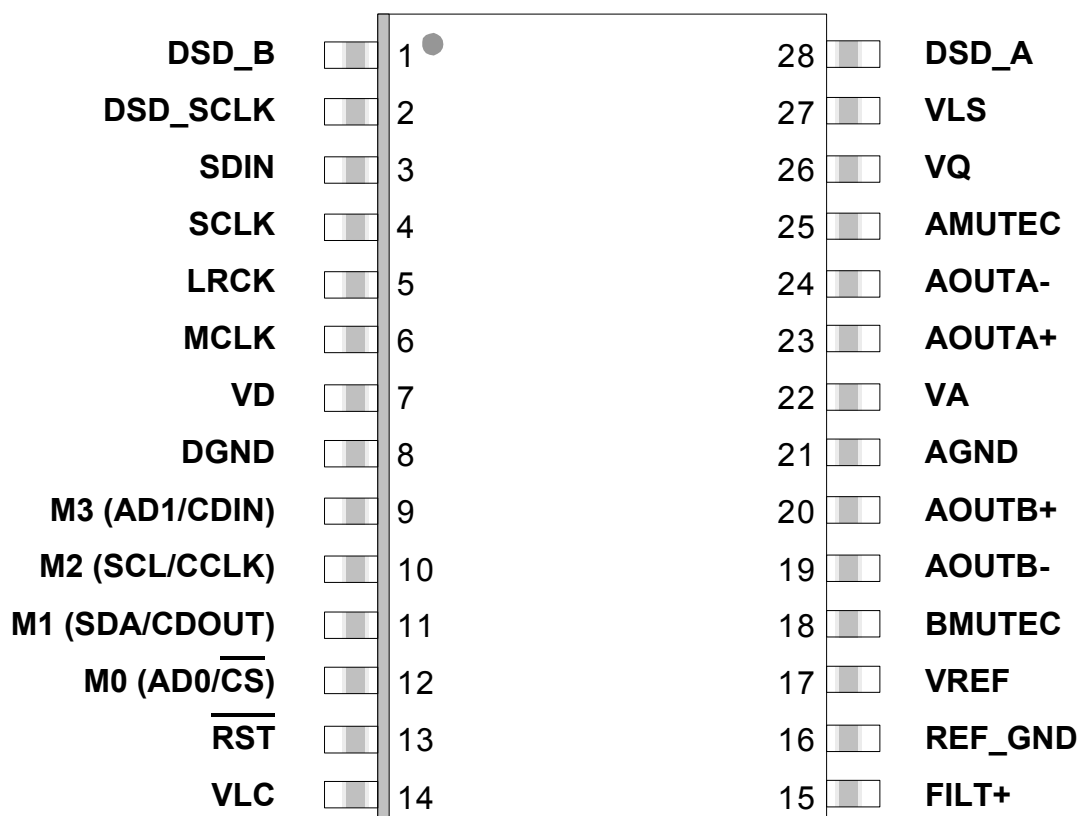 DSD_B 1 28 DSD_A
DSD_SCLK 2 27 VLS
SDIN 3 26 VQ
SCLK 4 25 AMUTEC
LRCK 5 24 AOUTA-
MCLK 6 23 AOUTA+
VD 7 22 VA
DGND 8 21 AGND
M3 (AD1/CDIN) 9 20 AOUTB+
M2 (SCL/CCLK) 10 19 AOUTB-
M1 (SDA/CDOUT) 11 18 BMUTEC
M0 (AD0/C̅S̅) 12 17 VREF
R̅S̅T̅ 13 16 REF_GND
VLC 14 15 FILT+